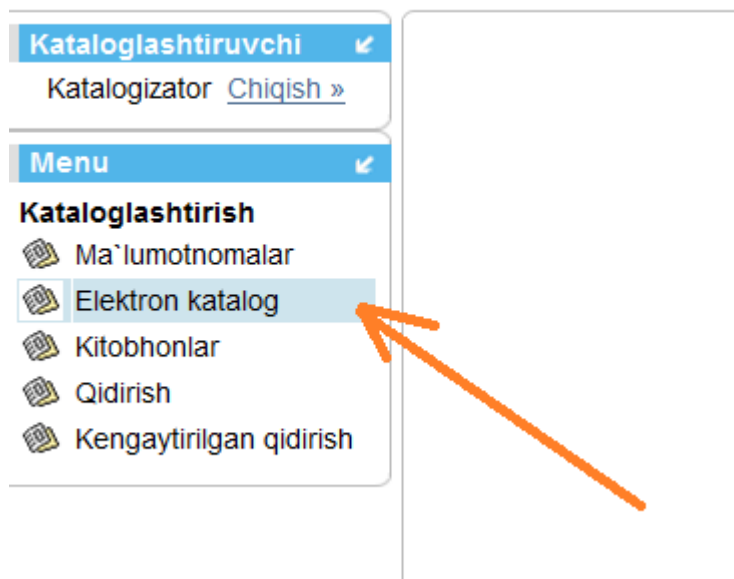 Kataloglashtiruvchi
Katalogizator Chiqish »
Menu
Kataloglashtirish
Ma`lumotnomalar
Elektron katalog
Kitobhonlar
Qidirish
Kengaytirilgan qidirish